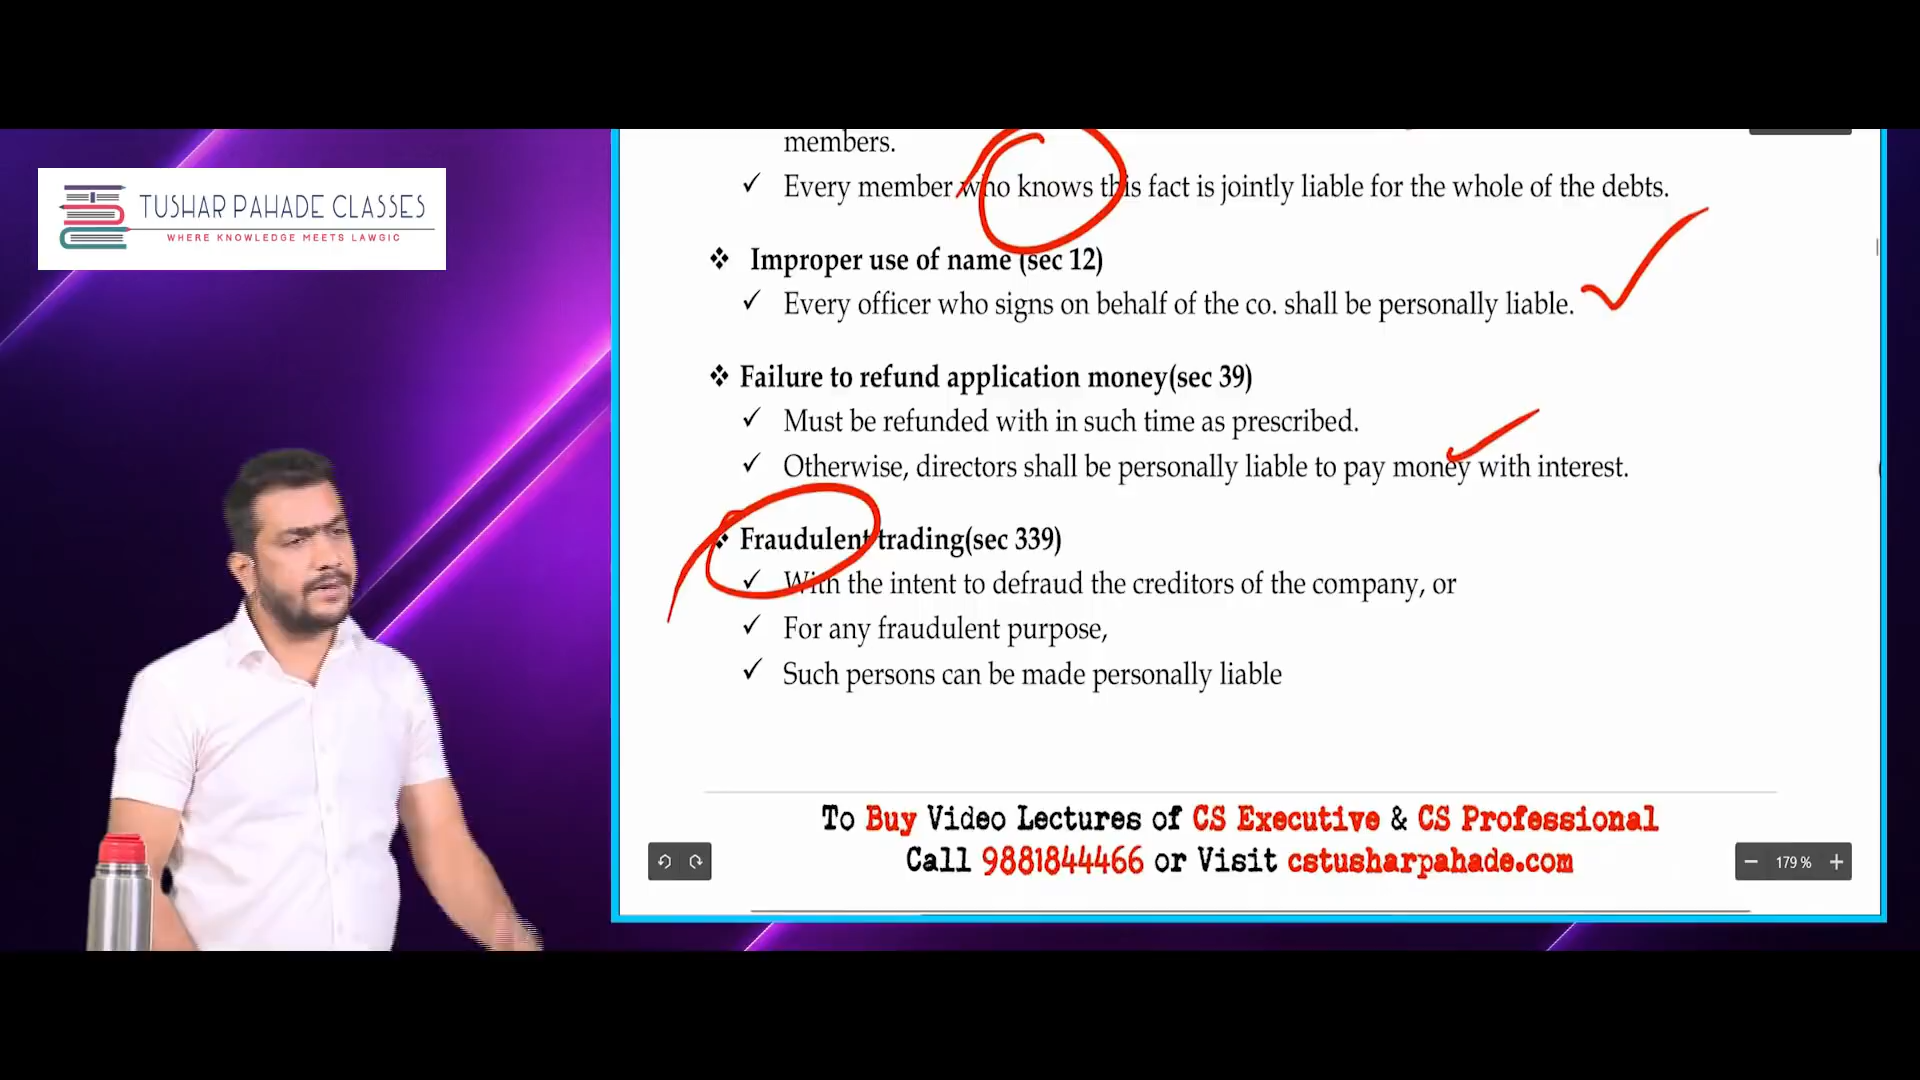 TUSHAR PAHADE CLASSES
WHERE KNOWLEDGE MEETS LAWGIC
members.
✓ Every member who knows this fact is jointly liable for the whole of the debts.
❖ Improper use of name (sec 12)
✓ Every officer who signs on behalf of the co. shall be personally liable.
❖ Failure to refund application money(sec 39)
✓ Must be refunded with in such time as prescribed.
✓ Otherwise, directors shall be personally liable to pay money with interest.
❖ Fraudulent trading(sec 339)
✓ With the intent to defraud the creditors of the company, or
✓ For any fraudulent purpose,
✓ Such persons can be made personally liable
To Buy Video Lectures of CS Executive & CS Professional
Call 9881844466 or Visit cstusharpahade.com
179 %